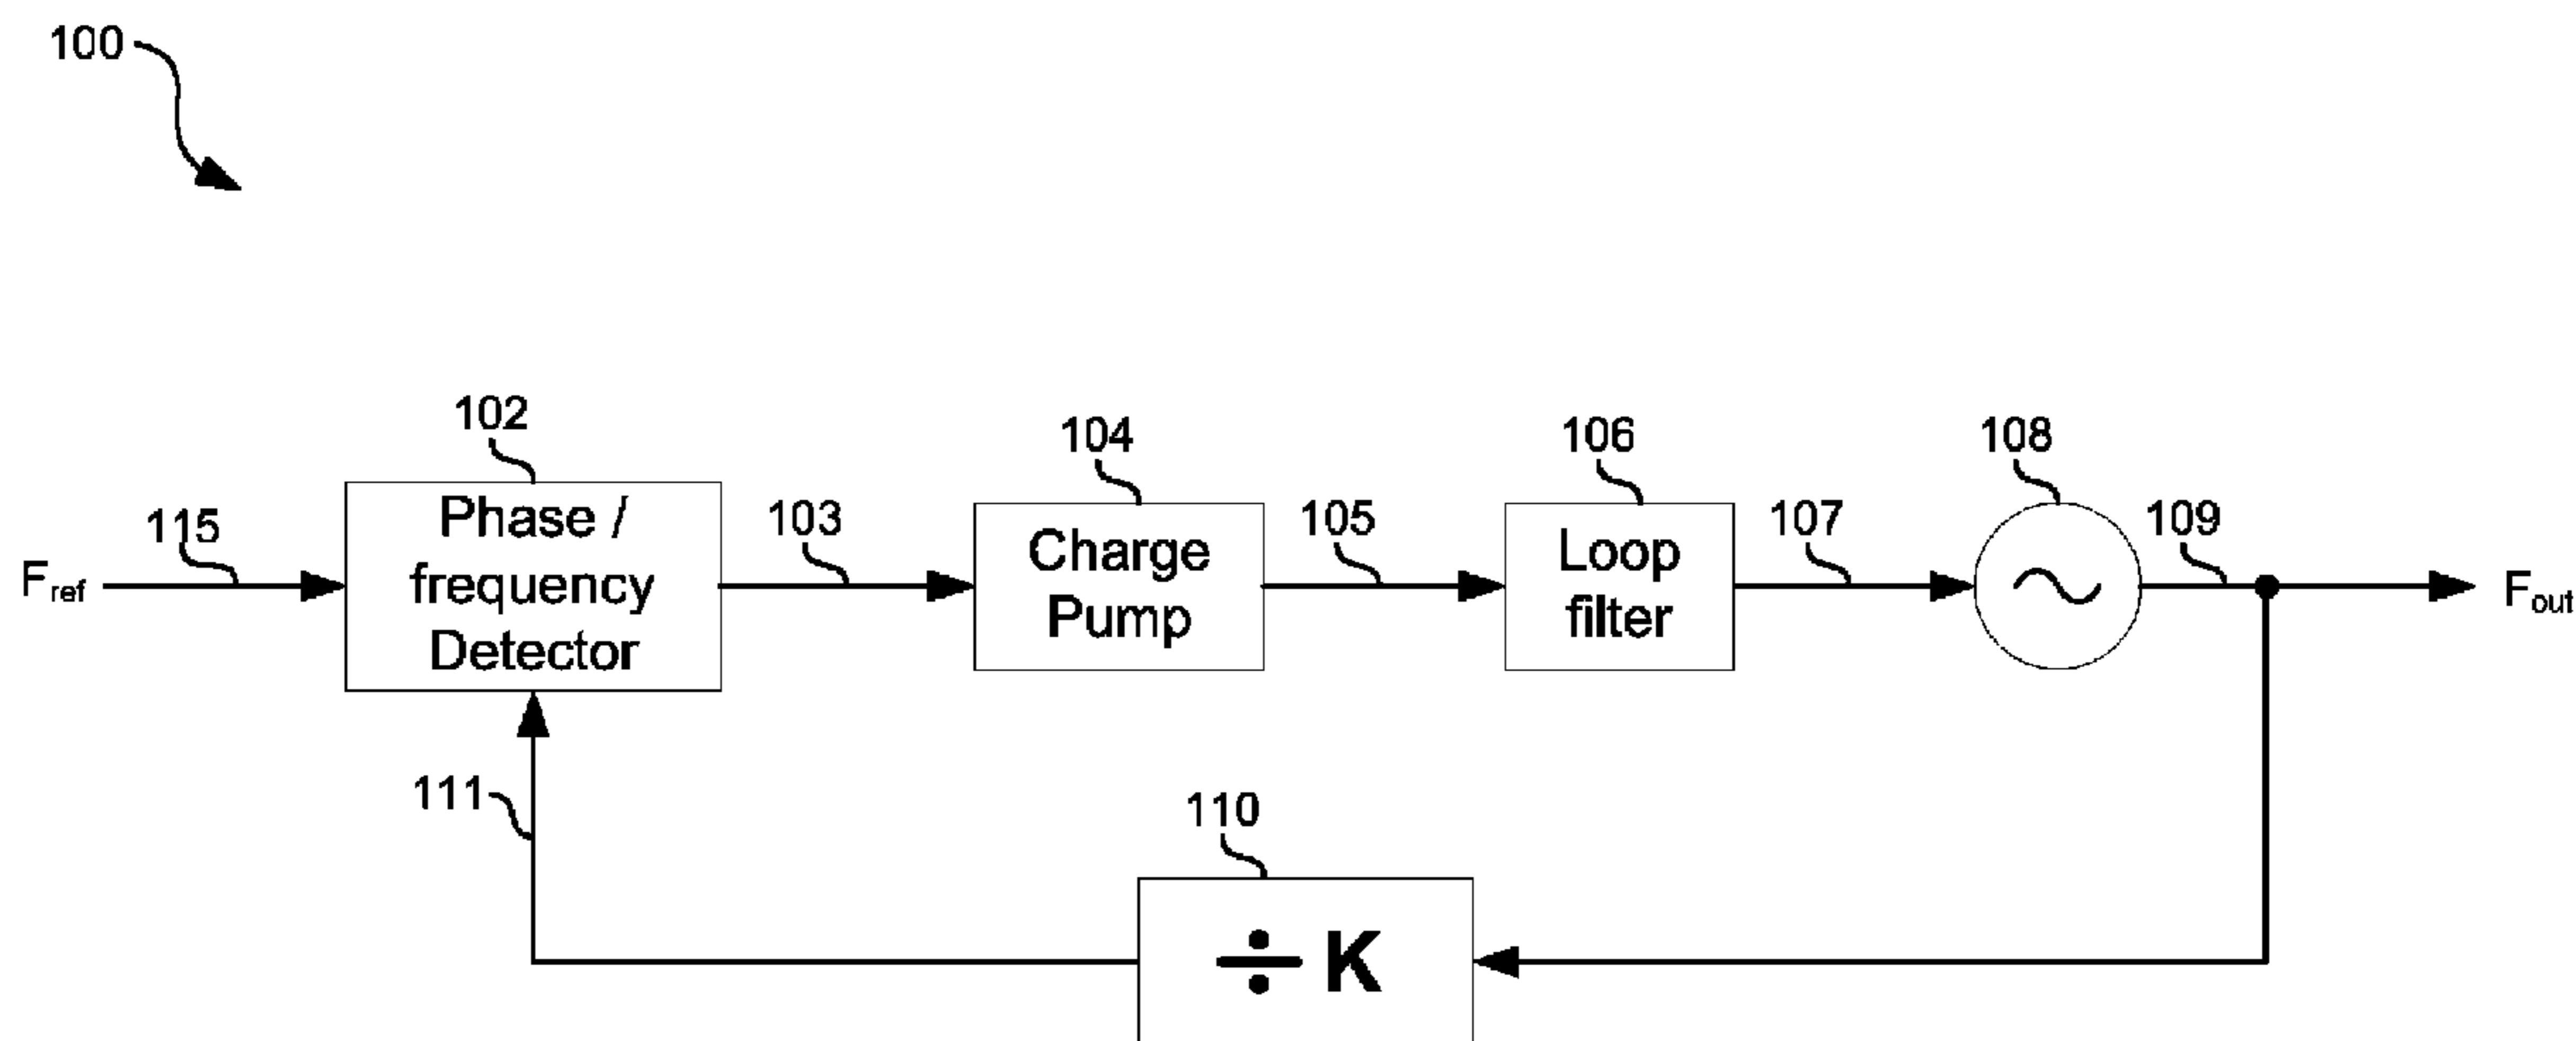 100
102
104
106
108
115
103
105
107
109
Fref
Phase /
frequency
Detector
Charge
Pump
Loop
filter
Fout
111
110
÷ K